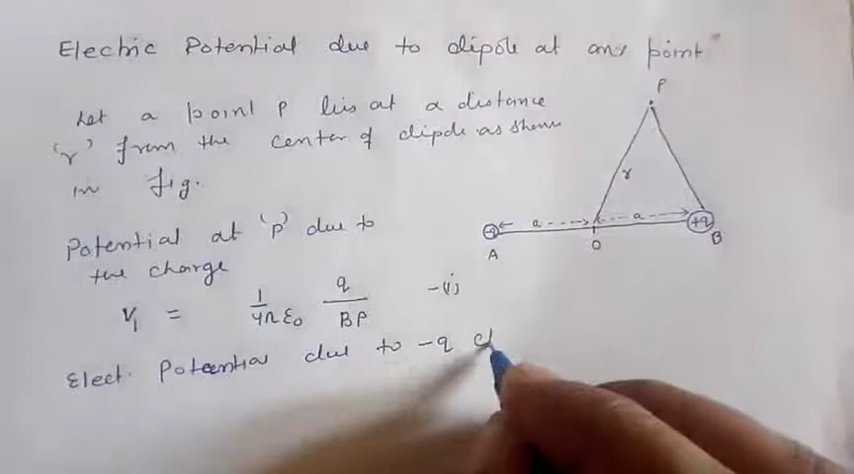 Electric Potential due to dipole at any point"
Let a point P lies at a distance
'r' from the center of dipole as shown
in fig.
Potential at 'P' due to
the charge
V₁ = 1/4πε₀ q/BP -(i)
Elect. Potential due to -q c
P
r
-q a a +q
A O B